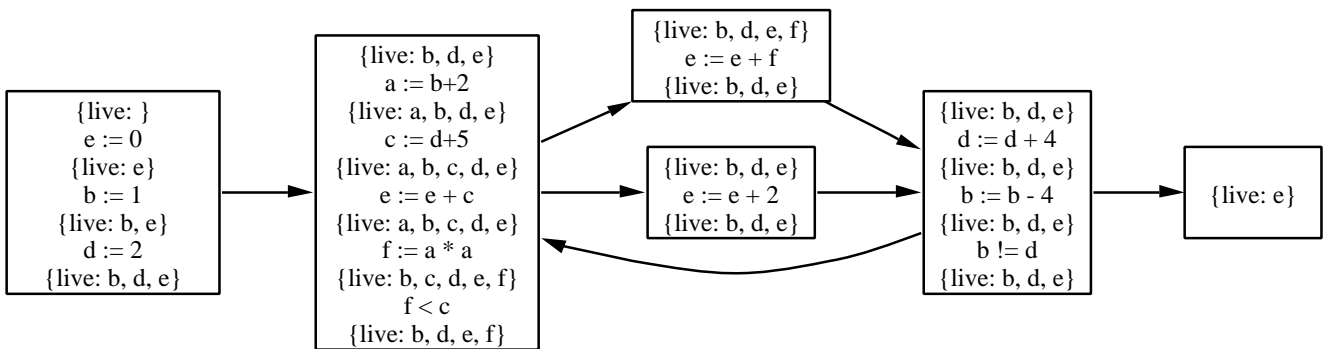 {live: }
e := 0
{live: e}
b := 1
{live: b, e}
d := 2
{live: b, d, e}
{live: b, d, e}
a := b+2
{live: a, b, d, e}
c := d+5
{live: a, b, c, d, e}
e := e + c
{live: a, b, c, d, e}
f := a * a
{live: b, c, d, e, f}
f < c
{live: b, d, e, f}
{live: b, d, e, f}
e := e + f
{live: b, d, e}
{live: b, d, e}
e := e + 2
{live: b, d, e}
{live: b, d, e}
d := d + 4
{live: b, d, e}
b := b - 4
{live: b, d, e}
b != d
{live: b, d, e}
{live: e}